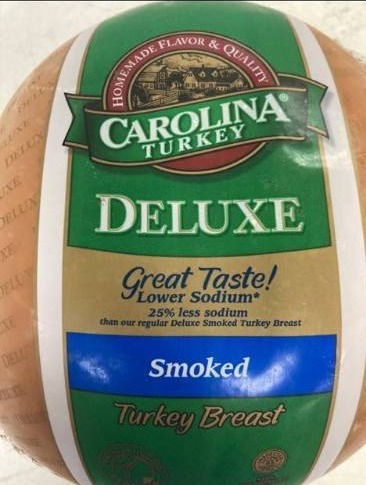 HOMEMADE FLAVOR & QUALITY
CAROLINA®
TURKEY
DELUXE
Great Taste!
Lower Sodium*
25% less sodium
than our regular Deluxe Smoked Turkey Breast
Smoked
Turkey Breast